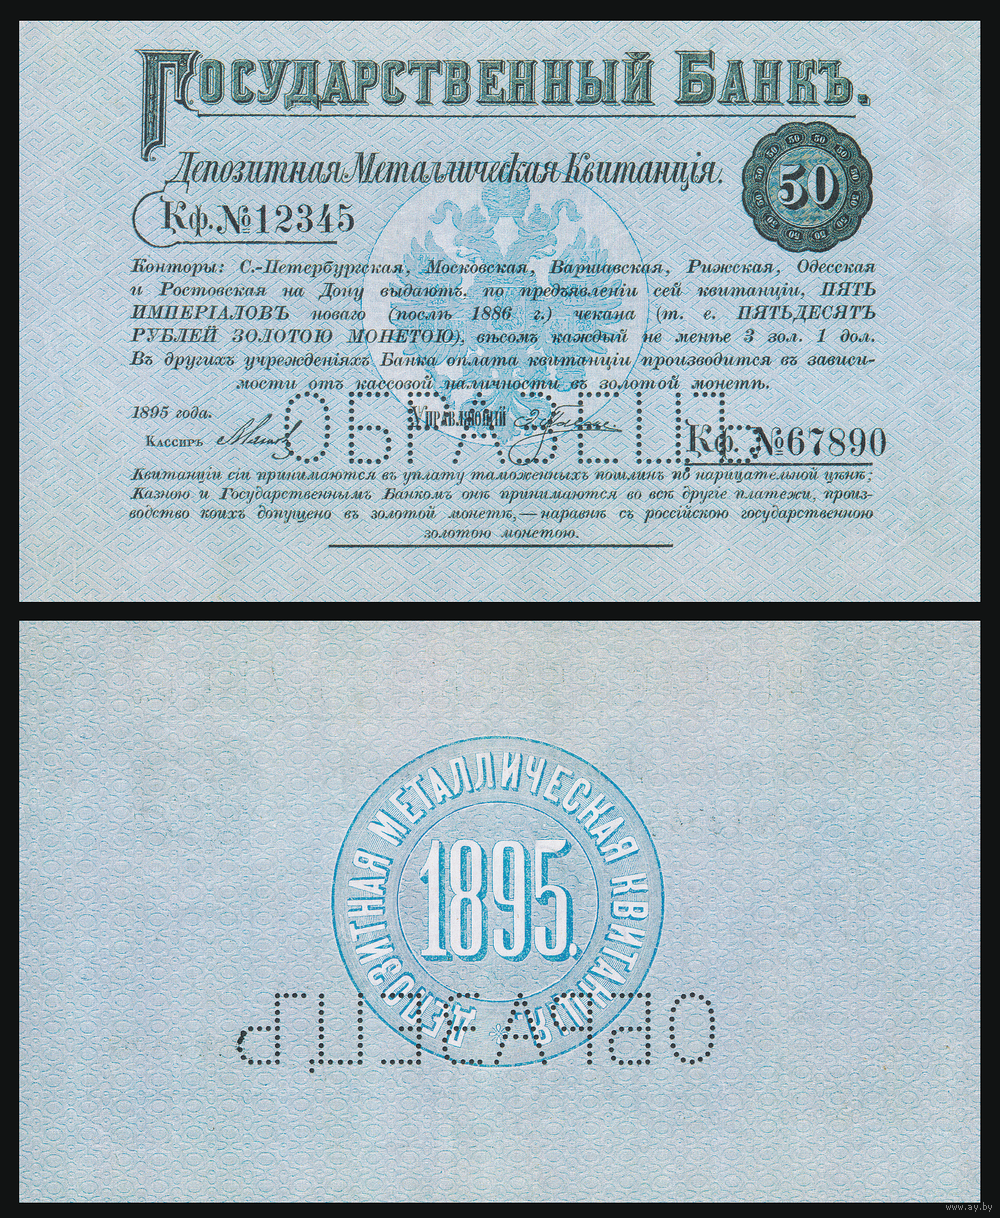 Государственный Банкъ.
Депозитная Металлическая Квитанція.
50
Кф. №12345
Конторы: С.-Петербургская, Московская, Варшавская, Рижская, Одесская
и Ростовская на Дону выдаютъ, по предъявленіи сей квитанціи, ПЯТЬ
ИМПЕРІАЛОВЪ новаго (послѣ 1886 г.) чекана (т. е. ПЯТЬДЕСЯТЪ
РУБЛЕЙ ЗОЛОТОЮ МОНЕТОЮ), вѣсомъ каждый не менѣе 3 зол. 1 дол.
Въ другихъ учрежденіяхъ Банка оплата квитанціи производится въ зависи-
мости отъ кассовой наличности въ золотой монетѣ.
1895 года.
Управляющій
Кассиръ
ОБРАЗЕЦЪ
Кф. №67890
Квитанціи сіи принимаются въ уплату таможенныхъ пошлинъ по нарицательной цѣнѣ;
Казною и Государственнымъ Банкомъ онѣ принимаются во всѣ другіе платежи, произ-
водство коихъ допущено въ золотой монетѣ,—наравнѣ съ россійскою государственною
золотою монетою.
ДЕПОЗИТНАЯ МЕТАЛЛИЧЕСКАЯ КВИТАНЦІЯ.
1895.
ОБРАЗЕЦЪ
www.ay.by